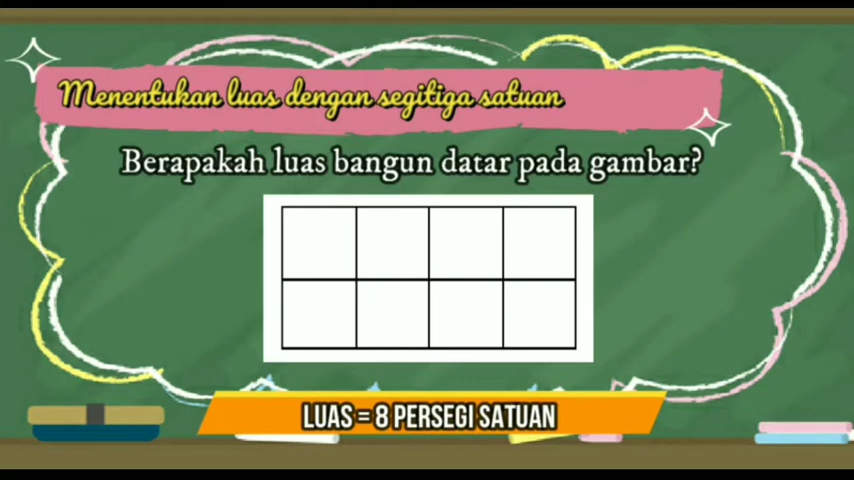 Menentukan luas dengan segitiga satuan
Berapakah luas bangun datar pada gambar?
LUAS = 8 PERSEGI SATUAN